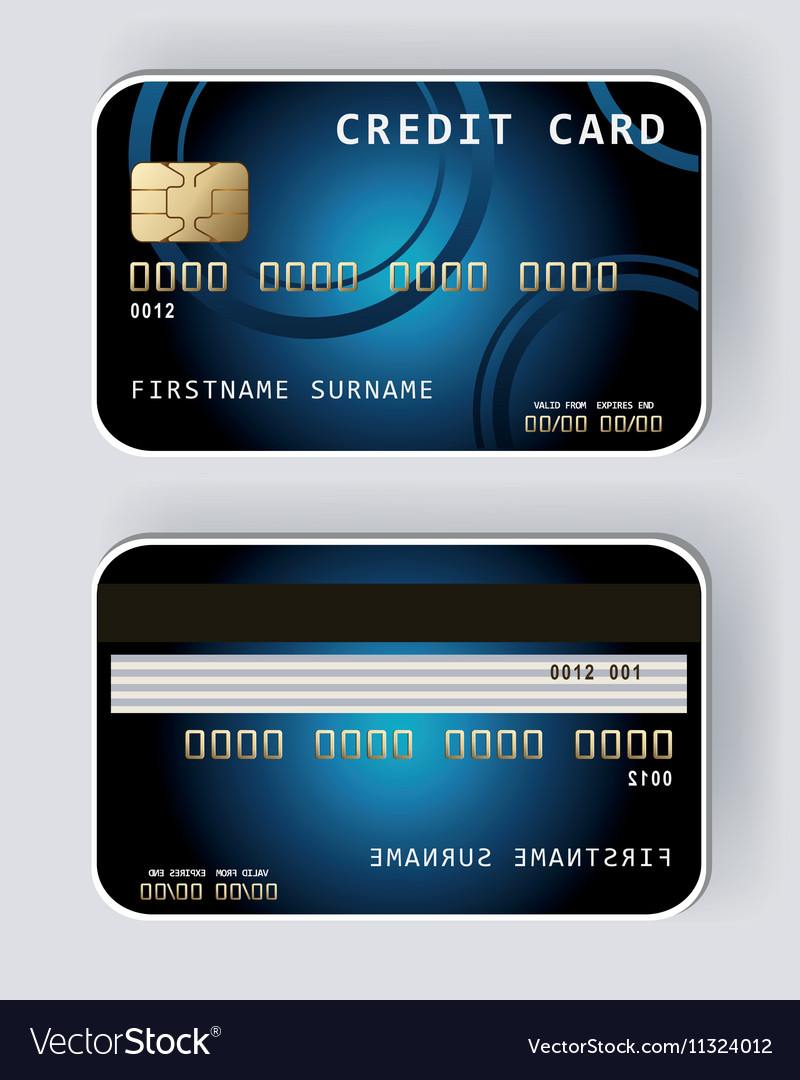 CREDIT CARD
0000 0000 0000 0000
0012
FIRSTNAME SURNAME
VALID FROM EXPIRES END
00/00 00/00
0012 001
0000 0000 0000 0000
0012
FIRSTNAME SURNAME
VALID FROM EXPIRES END
00/00 00/00
VectorStock®
VectorStock.com/11324012